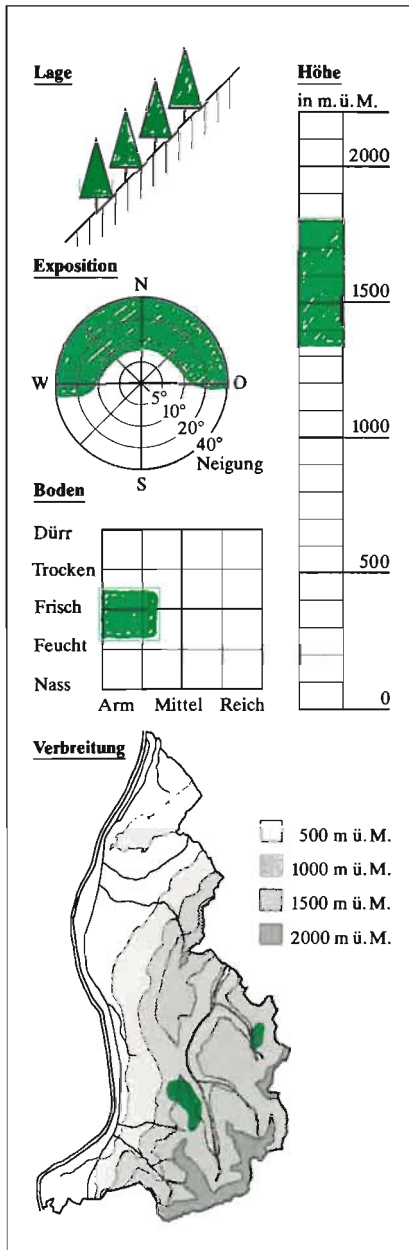 Lage
Höhe
in m. ü. M.
2000
1500
1000
500
0
Exposition
N
W
O
S
5°
10°
20°
40°
Neigung
Boden
Dürr
Trocken
Frisch
Feucht
Nass
Arm Mittel Reich
Verbreitung
500 m ü. M.
1000 m ü. M.
1500 m ü. M.
2000 m ü. M.